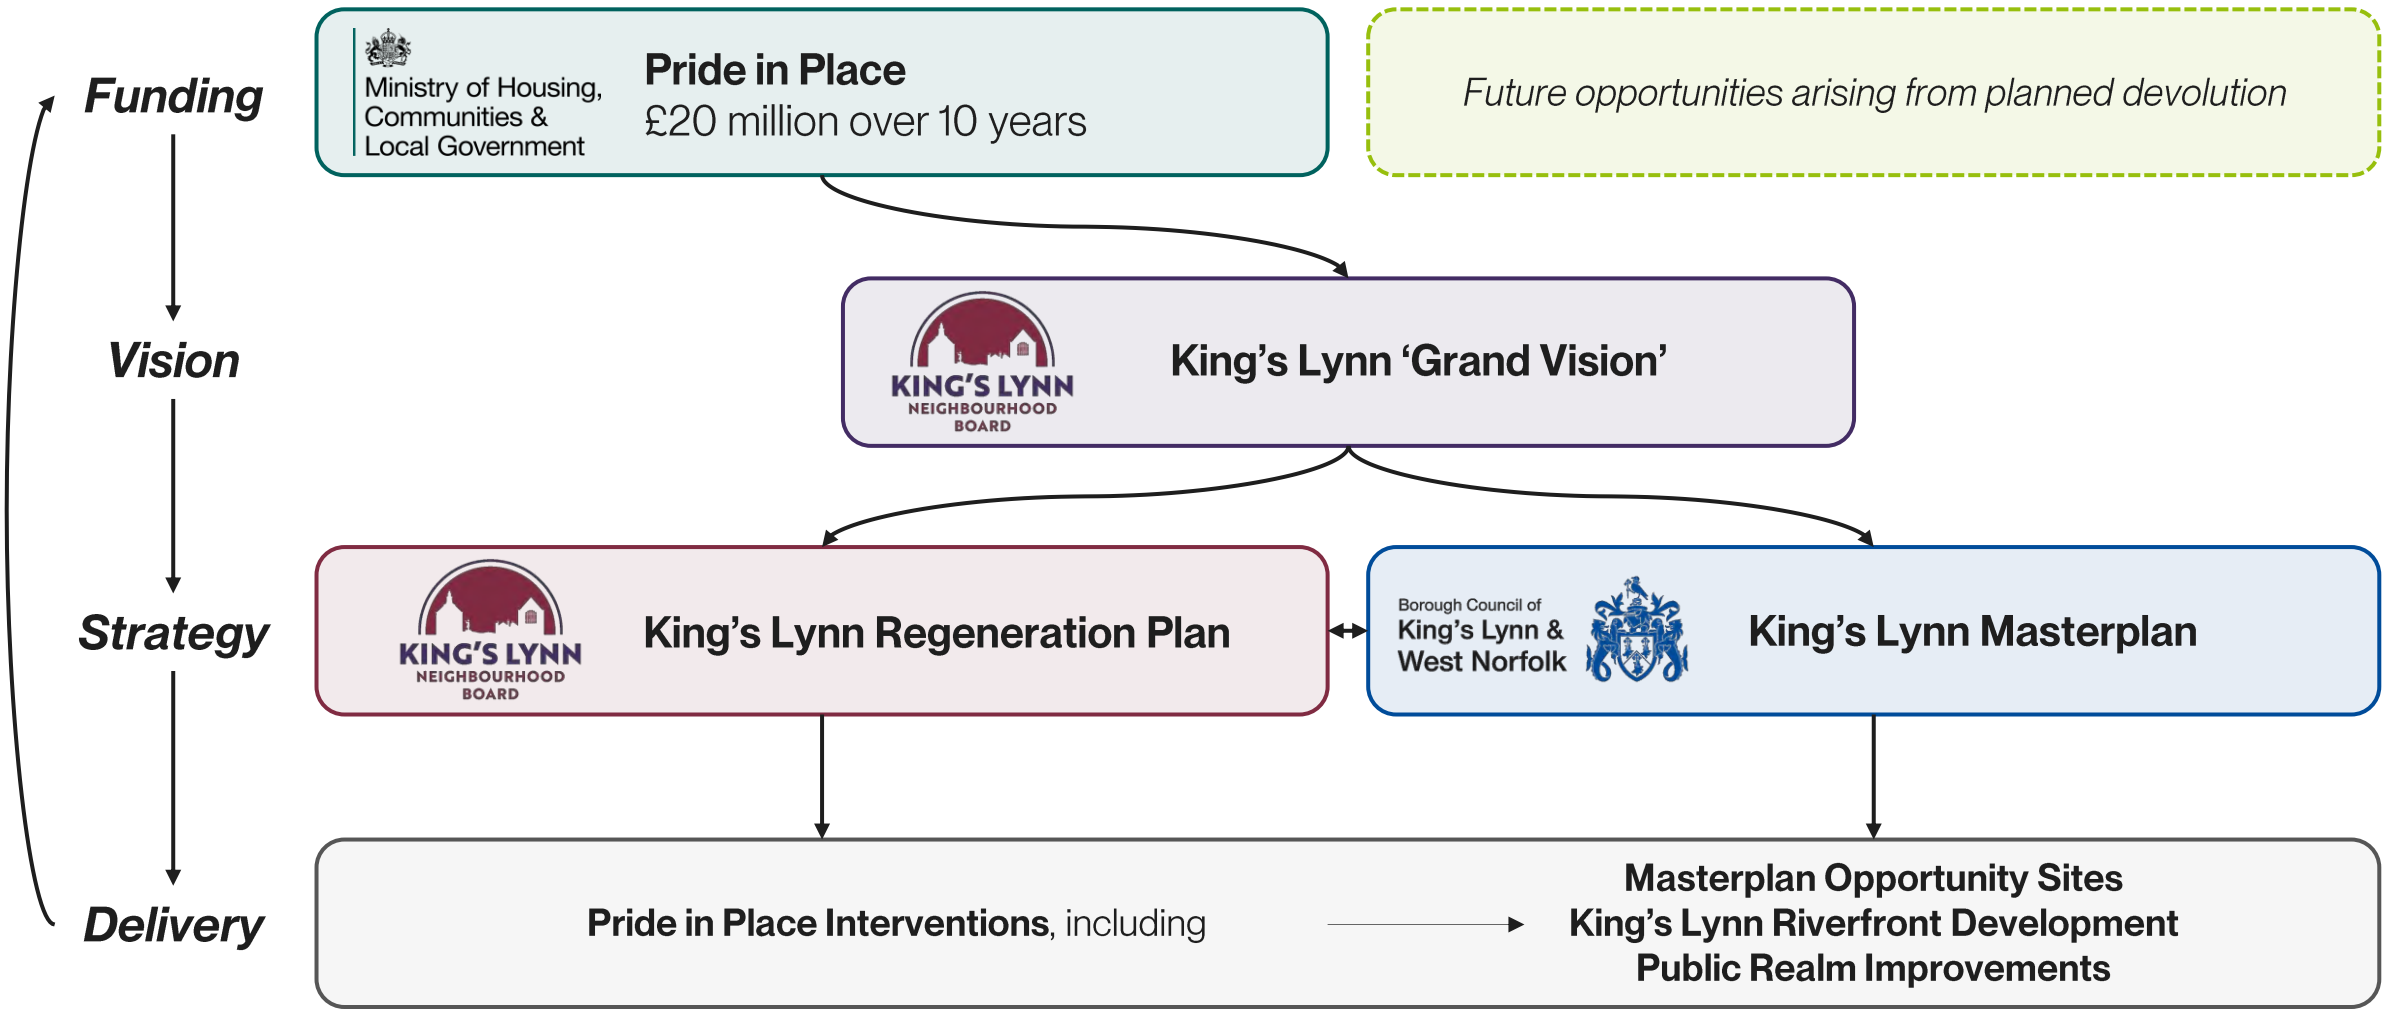 Funding
Ministry of Housing,
Communities &
Local Government
Pride in Place
£20 million over 10 years
Future opportunities arising from planned devolution
Vision
KING'S LYNN
NEIGHBOURHOOD
BOARD
King's Lynn ‘Grand Vision’
Strategy
KING'S LYNN
NEIGHBOURHOOD
BOARD
King’s Lynn Regeneration Plan
Borough Council of
King's Lynn &
West Norfolk
King’s Lynn Masterplan
Delivery
Pride in Place Interventions, including
Masterplan Opportunity Sites
King’s Lynn Riverfront Development
Public Realm Improvements